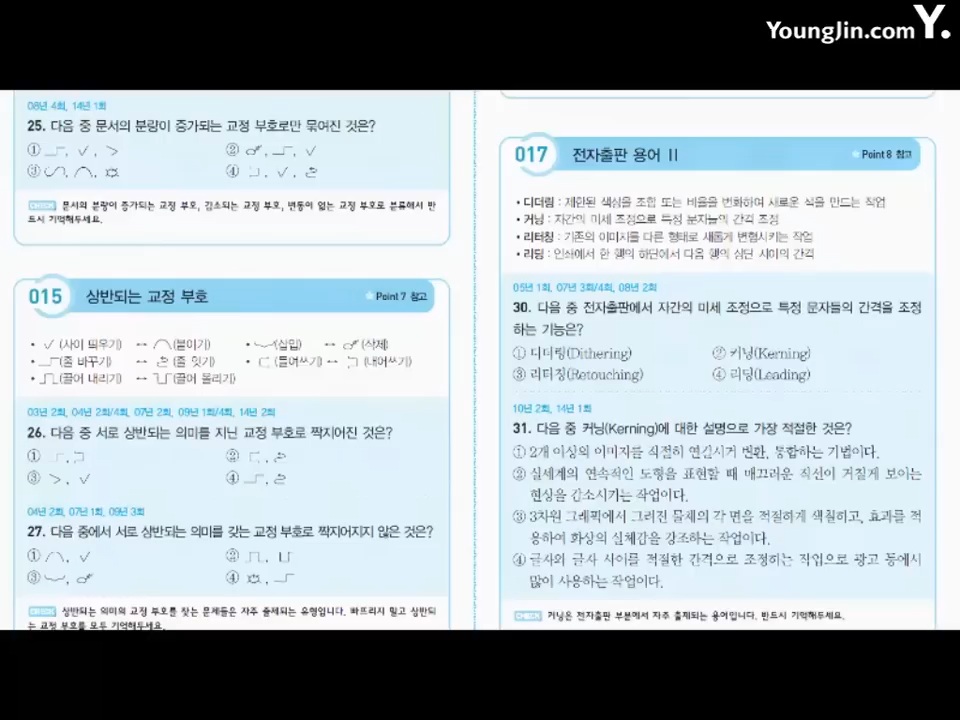 YoungJin.com Y.
08년 4회, 14년 1회
25. 다음 중 문서의 분량이 증가되는 교정 부호로만 묶여진 것은?
①
②
③
④
CHECK 문서의 분량이 증가되는 교정 부호, 감소되는 교정 부호, 변동이 없는 교정 부호로 분류해서 반
드시 기억해두세요.
015 상반되는 교정 부호 Point 7 참고
• (사이 띄우기) ↔ (붙이기) • (삽입) ↔ (삭제)
• (줄 바꾸기) ↔ (줄 잇기) • (들여쓰기) ↔ (내어쓰기)
• (끌어 내리기) ↔ (끌어 올리기)
03년 2회, 04년 2회/4회, 07년 2회, 09년 1회/4회, 14년 2회
26. 다음 중 서로 상반되는 의미를 지닌 교정 부호로 짝지어진 것은?
①
②
③
④
04년 2회, 07년 1회, 09년 3회
27. 다음 중에서 서로 상반되는 의미를 갖는 교정 부호로 짝지어지지 않은 것은?
①
②
③
④
CHECK 상반되는 의미의 교정 부호를 찾는 문제들은 자주 출제되는 유형입니다. 빠뜨리지 말고 상반되
는 교정 부호를 모두 기억해두세요.
017 전자출판 용어 II Point 8 참고
• 디더링 : 제한된 색상을 조합 또는 비율을 변화하여 새로운 색을 만드는 작업
• 커닝 : 자간의 미세 조정으로 특정 문자들의 간격 조정
• 리터칭 : 기존의 이미지를 다른 형태로 새롭게 변형시키는 작업
• 리딩 : 인쇄에서 한 행의 하단에서 다음 행의 상단 사이의 간격
05년 1회, 07년 3회/4회, 08년 2회
30. 다음 중 전자출판에서 자간의 미세 조정으로 특정 문자들의 간격을 조정
하는 기능은?
① 디더링(Dithering) ② 커닝(Kerning)
③ 리터칭(Retouching) ④ 리딩(Leading)
10년 2회, 14년 1회
31. 다음 중 커닝(Kerning)에 대한 설명으로 가장 적절한 것은?
① 2개 이상의 이미지를 적절히 연결시켜 변환, 통합하는 기법이다.
② 실세계의 연속적인 도형을 표현할 때 매끄러운 직선이 거칠게 보이는
현상을 감소시키는 작업이다.
③ 3차원 그래픽에서 그려진 물체의 각 면을 적절하게 색칠하고, 효과를 적
용하여 화상의 실체감을 강조하는 작업이다.
④ 글자와 글자 사이를 적절한 간격으로 조정하는 작업으로 광고 등에서
많이 사용하는 작업이다.
CHECK 커닝은 전자출판 부분에서 자주 출제되는 용어입니다. 반드시 기억해두세요.